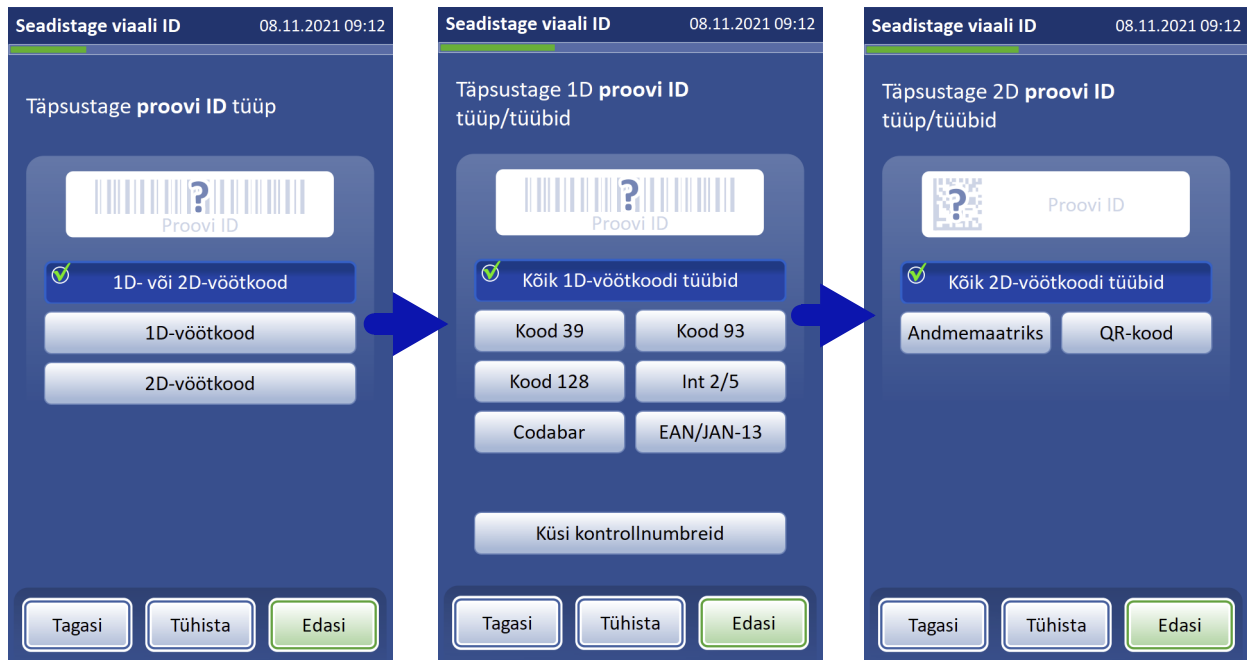 Seadistage viaali ID 08.11.2021 09:12
Täpsustage proovi ID tüüp
?
Proovi ID
1D- või 2D-vöötkood
1D-vöötkood
2D-vöötkood
Tagasi Tühista Edasi
Seadistage viaali ID 08.11.2021 09:12
Täpsustage 1D proovi ID
tüüp/tüübid
?
Proovi ID
Kõik 1D-vöötkoodi tüübid
Kood 39 Kood 93
Kood 128 Int 2/5
Codabar EAN/JAN-13
Küsi kontrollnumbreid
Tagasi Tühista Edasi
Seadistage viaali ID 08.11.2021 09:12
Täpsustage 2D proovi ID
tüüp/tüübid
? Proovi ID
Kõik 2D-vöötkoodi tüübid
Andmemaatriks QR-kood
Tagasi Tühista Edasi